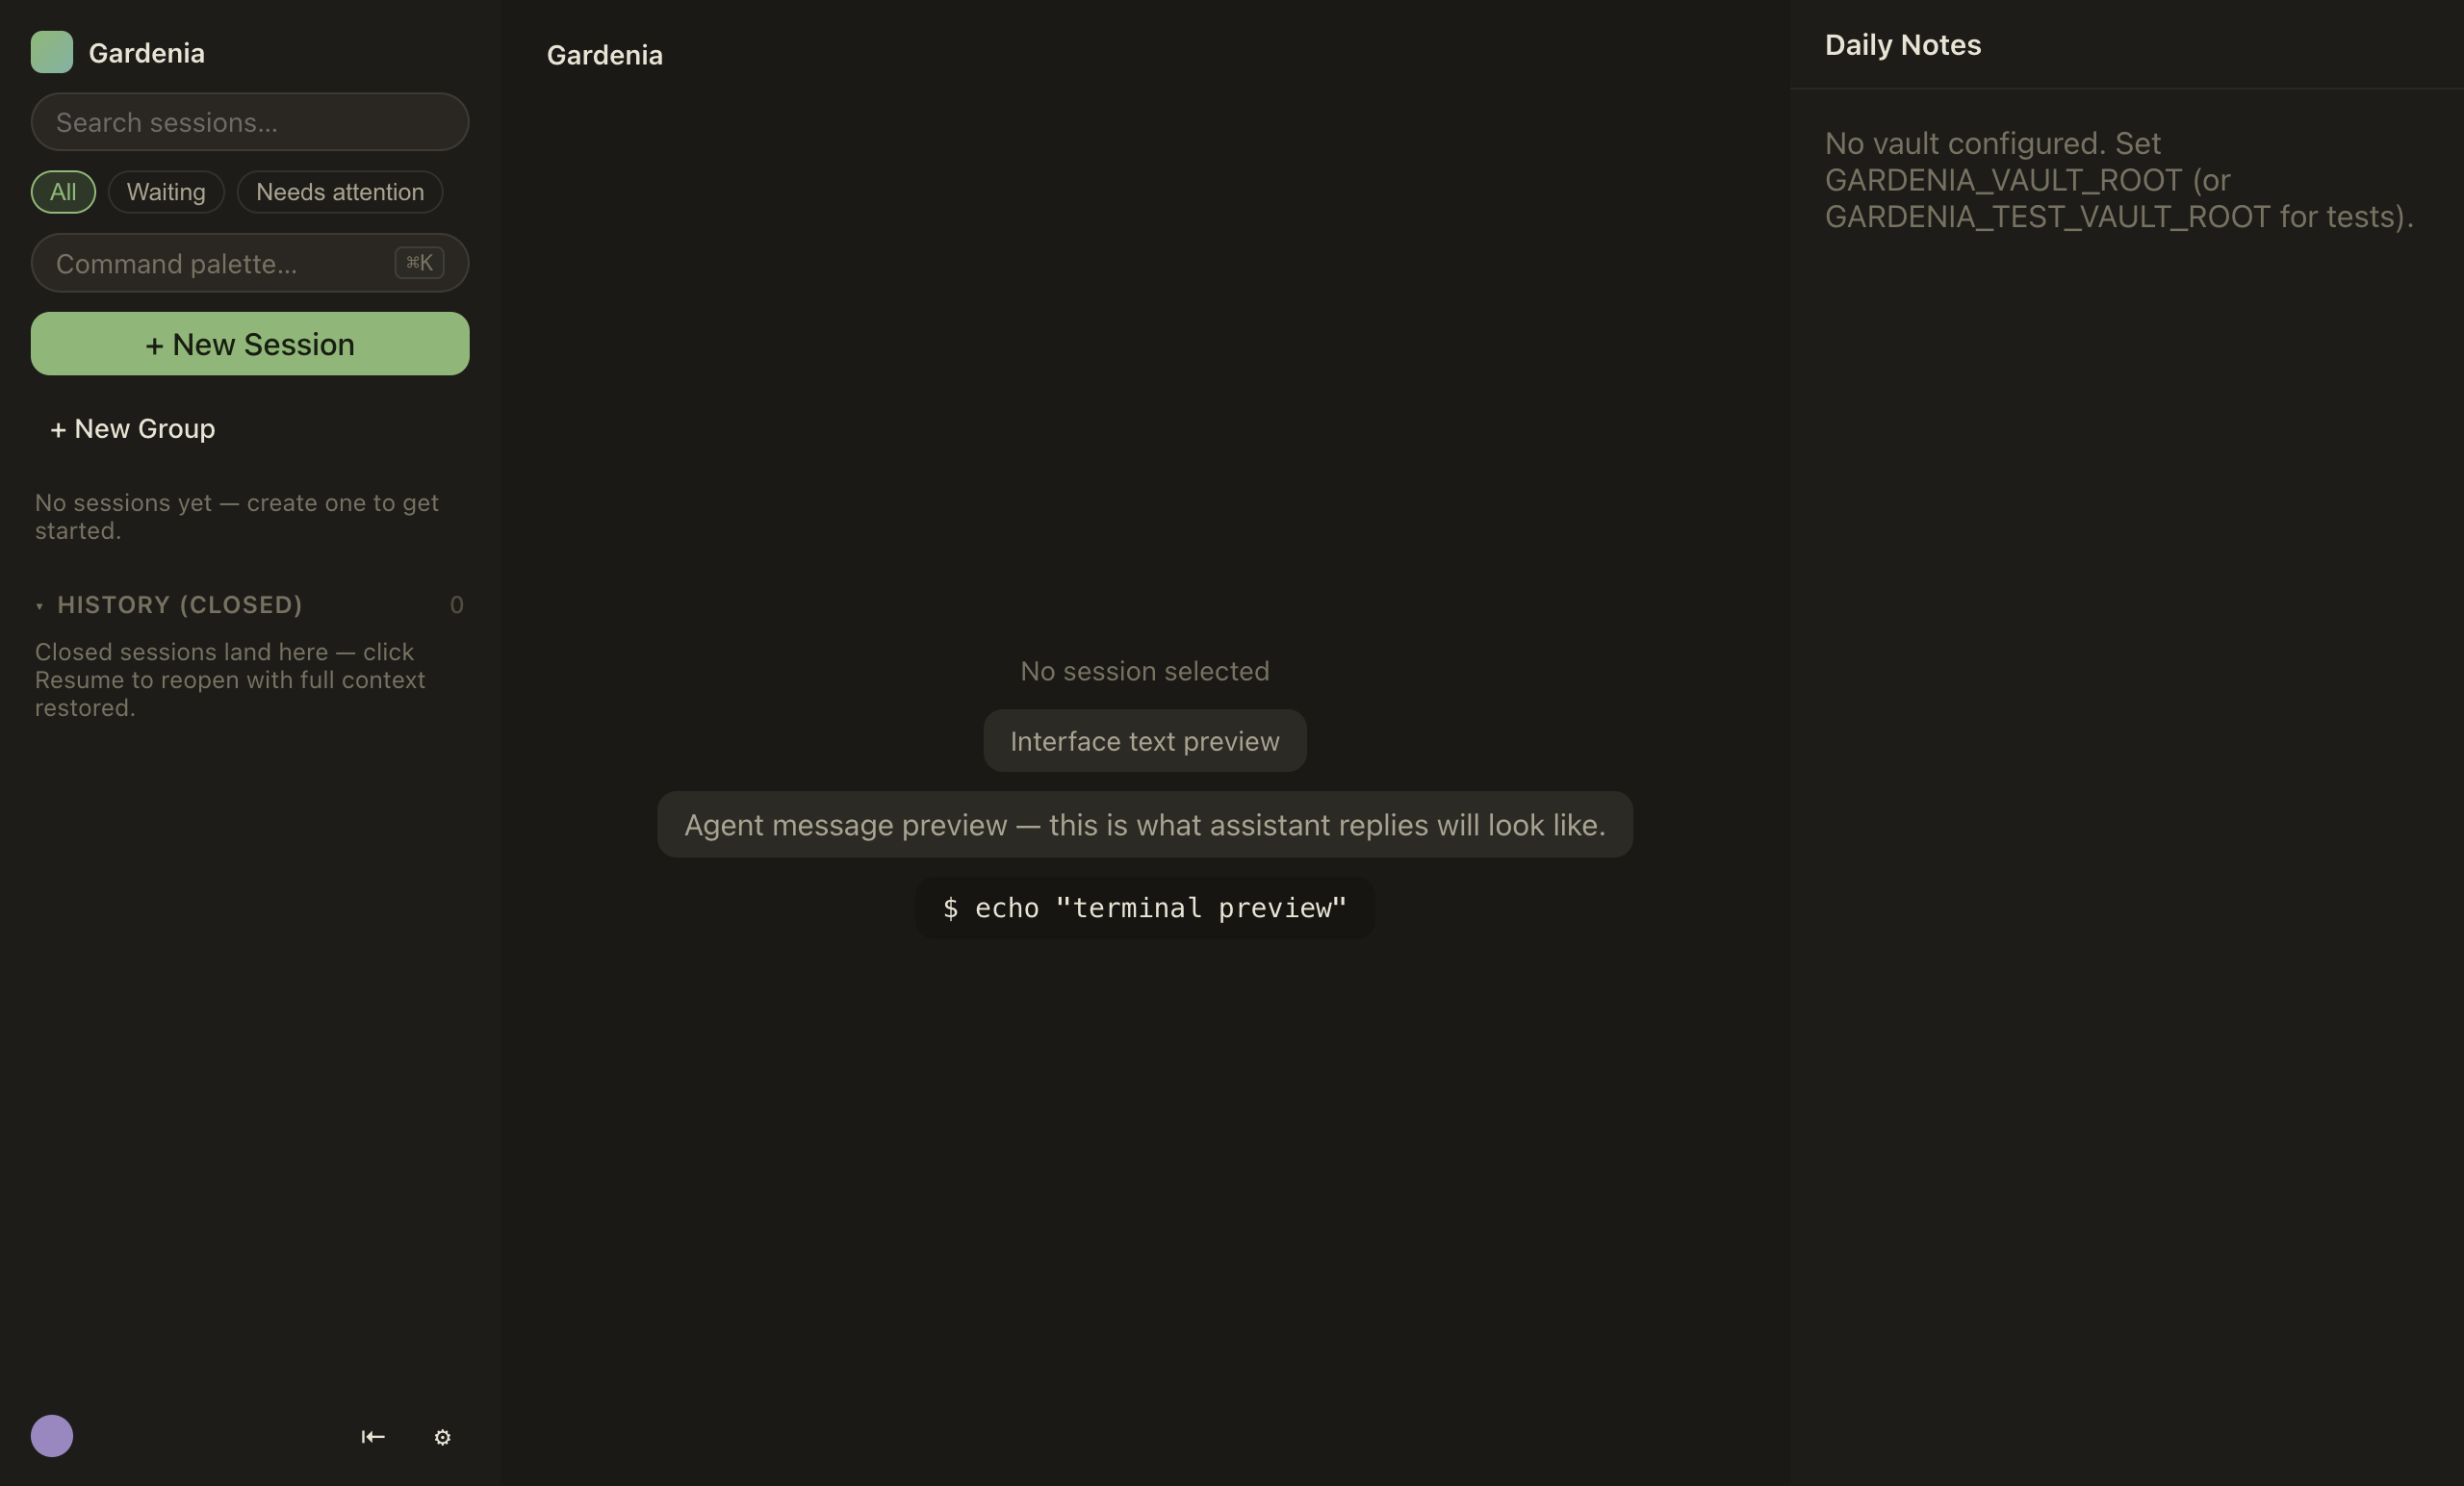 Gardenia
Search sessions...
All
Waiting
Needs attention
Command palette...
⌘K
+ New Session
+ New Group
No sessions yet — create one to get
started.
▾ HISTORY (CLOSED)
0
Closed sessions land here — click
Resume to reopen with full context
restored.
Gardenia
No session selected
Interface text preview
Agent message preview — this is what assistant replies will look like.
$ echo "terminal preview"
Daily Notes
No vault configured. Set
GARDENIA_VAULT_ROOT (or
GARDENIA_TEST_VAULT_ROOT for tests).